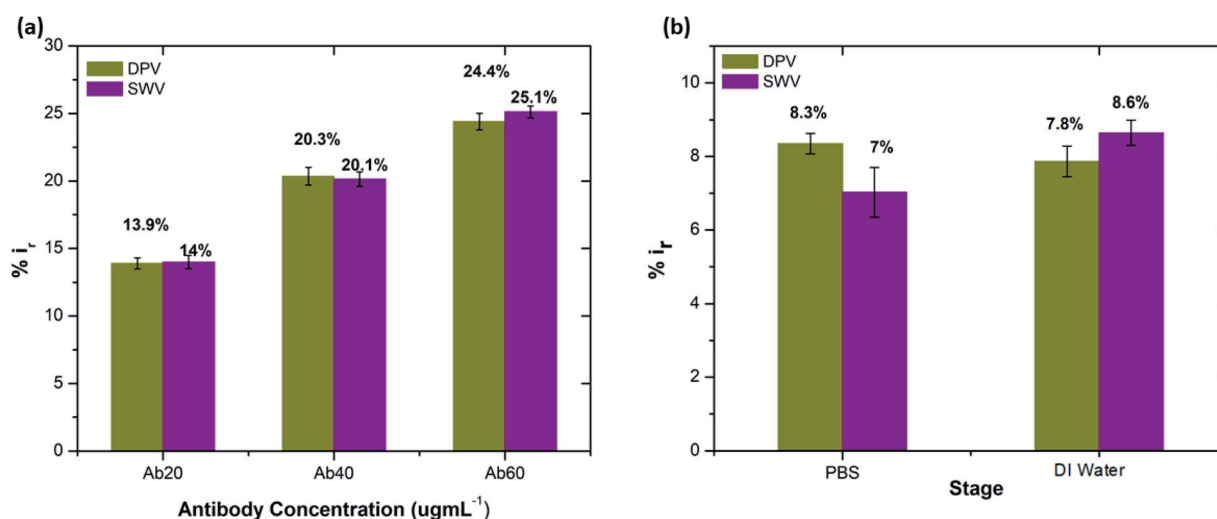 (a)
30
25
20
15
10
5
0
% i_r
DPV
SWV
13.9%
14%
20.3%
20.1%
24.4%
25.1%
Ab20 Ab40 Ab60
Antibody Concentration (ugmL⁻¹)
(b)
10
8
6
4
2
0
% i_r
DPV
SWV
8.3%
7%
7.8%
8.6%
PBS DI Water
Stage